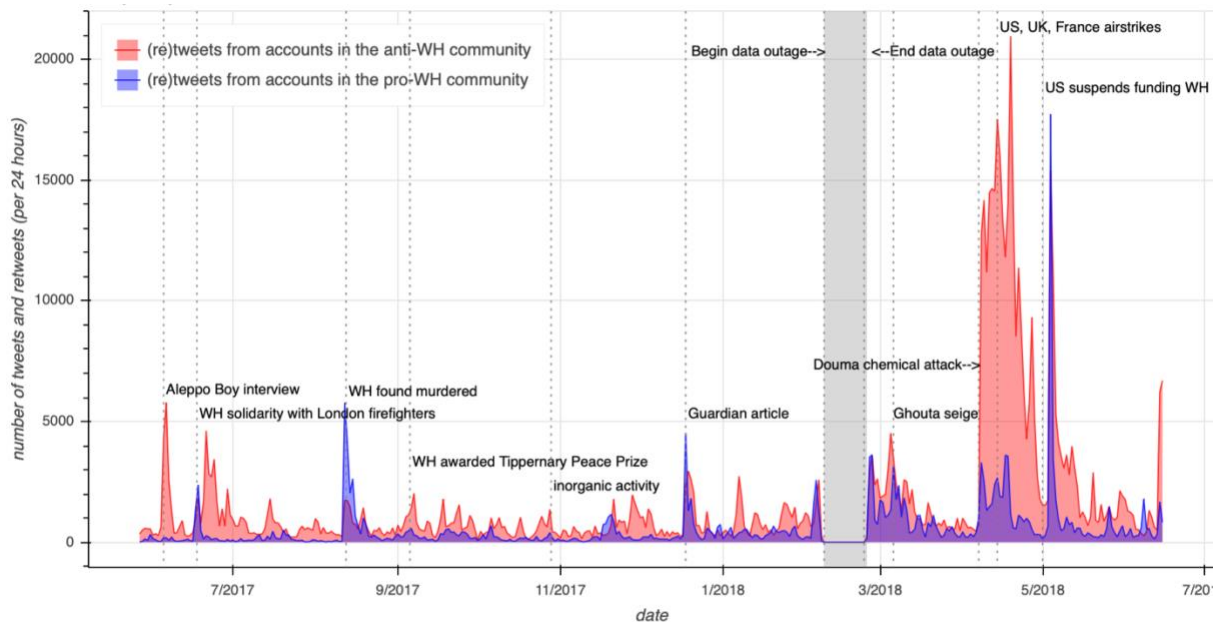 US, UK, France airstrikes
(re)tweets from accounts in the anti-WH community
Begin data outage-->
<--End data outage
(re)tweets from accounts in the pro-WH community
US suspends funding WH
number of tweets and retweets (per 24 hours)
20000
15000
10000
5000
0
Douma chemical attack-->
Aleppo Boy interview
WH found murdered
WH solidarity with London firefighters
Guardian article
Ghouta seige
WH awarded Tippernary Peace Prize
inorganic activity
7/2017
9/2017
11/2017
1/2018
3/2018
5/2018
7/2
date